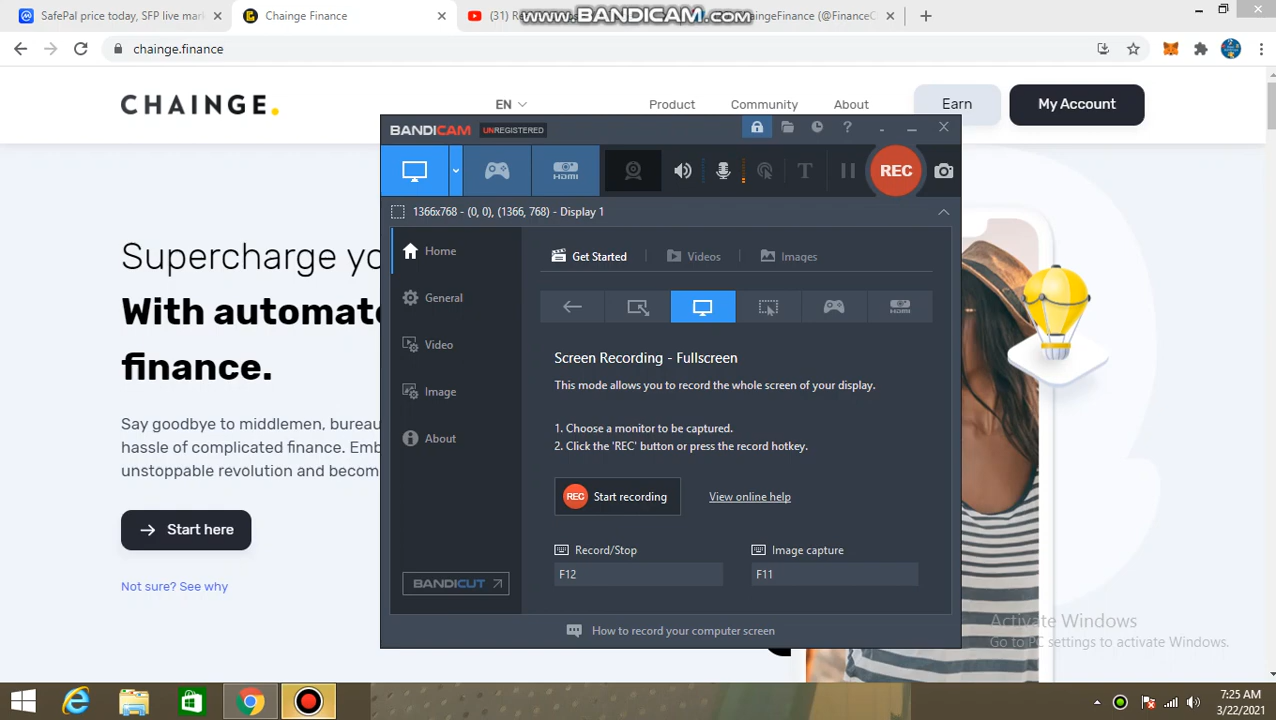 SafePal price today, SFP live mark
Chainge Finance
(31) R
www.BANDICAM.com
ingeFinance (@FinanceC
chainge.finance
CHAINGE.
EN
Product
Community
About
Earn
My Account
BANDICAM
UNREGISTERED
HDMI
REC
1366x768 - (0, 0), (1366, 768) - Display 1
Home
General
Video
Image
About
BANDICUT
Get Started
Videos
Images
HDMI
Screen Recording - Fullscreen
This mode allows you to record the whole screen of your display.
1. Choose a monitor to be captured.
2. Click the 'REC' button or press the record hotkey.
REC Start recording
View online help
Record/Stop
Image capture
F12
F11
How to record your computer screen
Supercharge yo
With automate
finance.
Say goodbye to middlemen, bureau
hassle of complicated finance. Emb
unstoppable revolution and becom
Start here
Not sure? See why
Activate Windows
Go to PC settings to activate Windows.
7:25 AM
3/22/2021